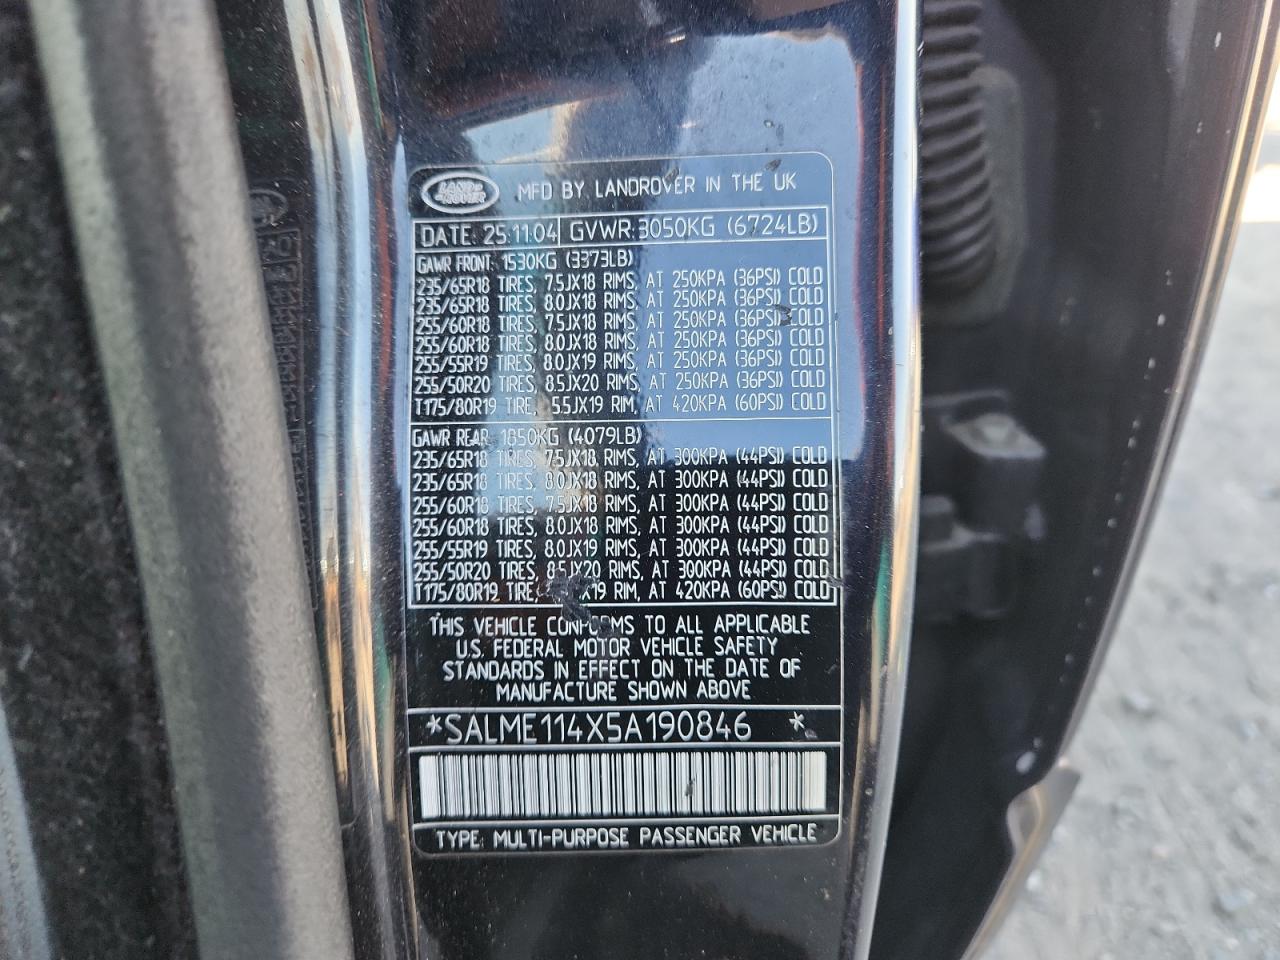 LAND-
-ROVER
MFD BY LANDROVER IN THE UK
DATE: 25:11:04 GVWR: 3050KG (6724LB)
GAWR FRONT: 1530KG (3373LB)
235/65R18 TIRES, 7.5JX18 RIMS, AT 250KPA (36PSI) COLD
235/65R18 TIRES, 8.0JX18 RIMS, AT 250KPA (36PSI) COLD
255/60R18 TIRES, 7.5JX18 RIMS, AT 250KPA (36PSI) COLD
255/60R18 TIRES, 8.0JX18 RIMS, AT 250KPA (36PSI) COLD
255/55R19 TIRES, 8.0JX19 RIMS, AT 250KPA (36PSI) COLD
255/50R20 TIRES, 8.5JX20 RIMS, AT 250KPA (36PSI) COLD
T175/80R19 TIRE, 5.5JX19 RIM, AT 420KPA (60PSI) COLD
GAWR REAR: 1850KG (4079LB)
235/65R18 TIRES, 7.5JX18 RIMS, AT 300KPA (44PSI) COLD
235/65R18 TIRES, 8.0JX18 RIMS, AT 300KPA (44PSI) COLD
255/60R18 TIRES, 7.5JX18 RIMS, AT 300KPA (44PSI) COLD
255/60R18 TIRES, 8.0JX18 RIMS, AT 300KPA (44PSI) COLD
255/55R19 TIRES, 8.0JX19 RIMS, AT 300KPA (44PSI) COLD
255/50R20 TIRES, 8.5JX20 RIMS, AT 300KPA (44PSI) COLD
T175/80R19 TIRE, RIM, AT 420KPA (60PSI) COLD
THIS VEHICLE CONFORMS TO ALL APPLICABLE
U.S. FEDERAL MOTOR VEHICLE SAFETY
STANDARDS IN EFFECT ON THE DATE OF
MANUFACTURE SHOWN ABOVE
*SALME114X5A190846 *
TYPE: MULTI-PURPOSE PASSENGER VEHICLE